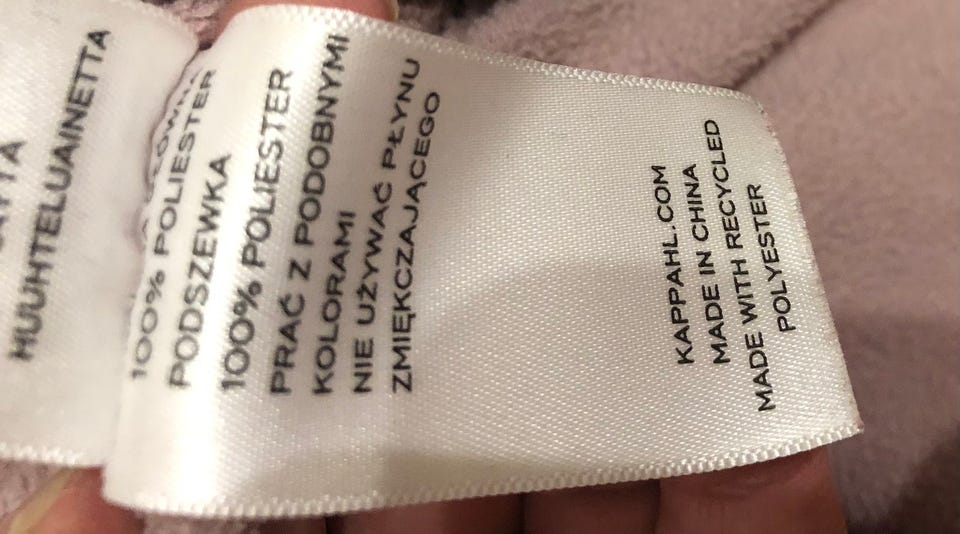 HUUHTELUAINETTA
100% POLIESTER
PODSZEWKA
100% POLIESTER
PRAĆ Z PODOBNYMI
KOLORAMI
NIE UŻYWAĆ PŁYNU
ZMIĘKCZAJĄCEGO
KAPPAHL.COM
MADE IN CHINA
MADE WITH RECYCLED
POLYESTER